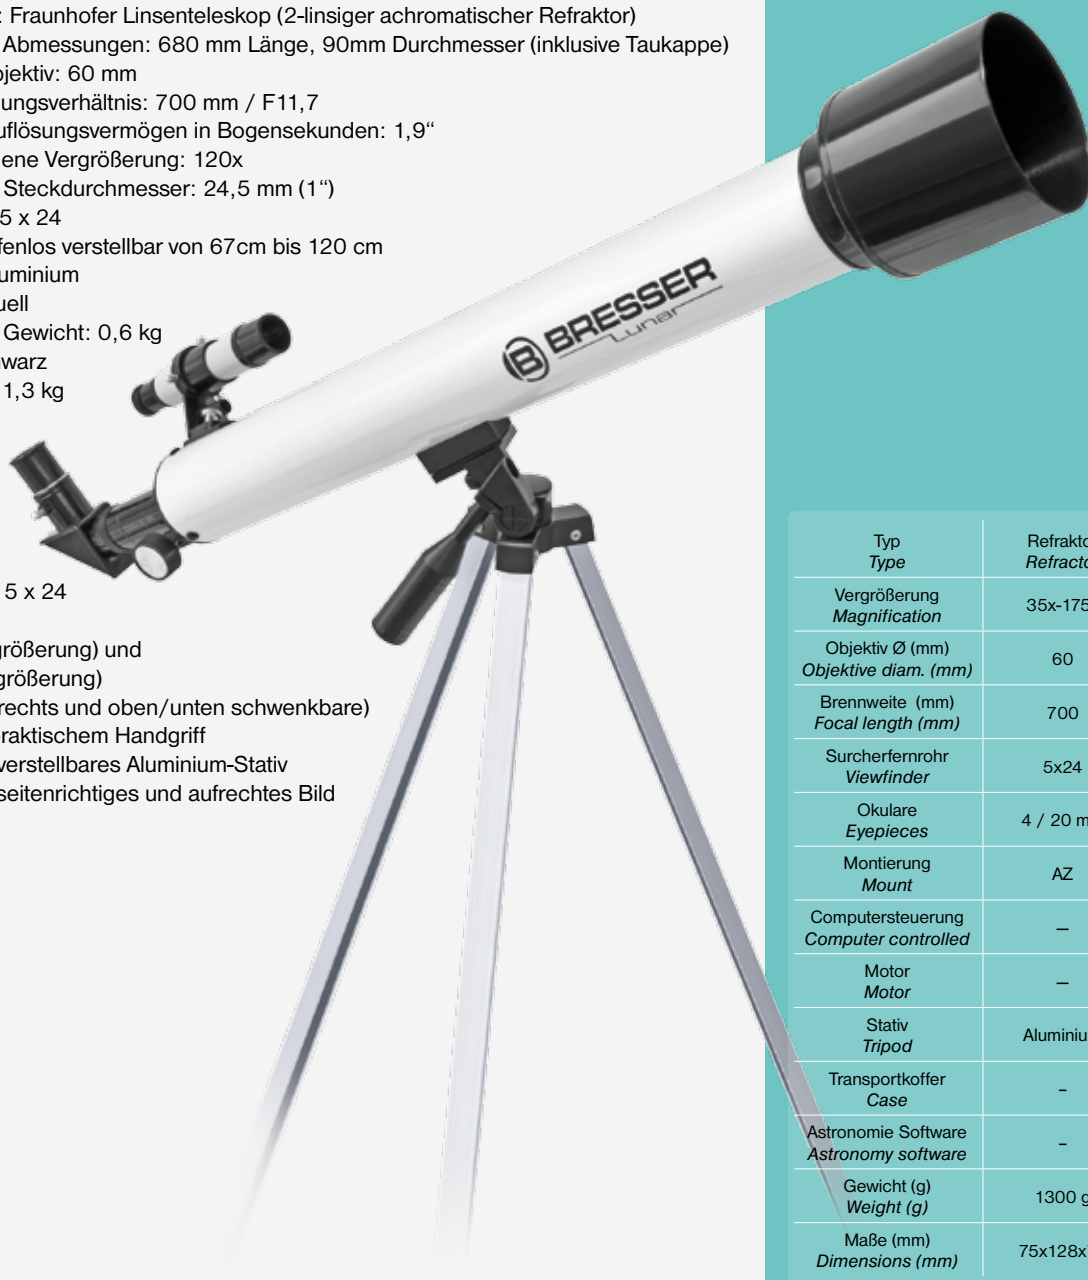 : Fraunhofer Linsenteleskop (2-linsiger achromatischer Refraktor)
Abmessungen: 680 mm Länge, 90mm Durchmesser (inklusive Taukappe)
jektiv: 60 mm
ungsverhältnis: 700 mm / F11,7
uflösungsvermögen in Bogensekunden: 1,9“
ene Vergrößerung: 120x
Steckdurchmesser: 24,5 mm (1“)
5 x 24
fenlos verstellbar von 67cm bis 120 cm
uminium
uell
Gewicht: 0,6 kg
warz
1,3 kg
B BRESSER
Lunar
5 x 24
größerung) und
größerung)
rechts und oben/unten schwenkbare)
raktischem Handgriff
verstellbares Aluminium-Stativ
seitenrichtiges und aufrechtes Bild
Typ Refrakto
Type Refracto
Vergrößerung
Magnification 35x-175
Objektiv Ø (mm)
Objektive diam. (mm) 60
Brennweite (mm)
Focal length (mm) 700
Surcherfernrohr
Viewfinder 5x24
Okulare
Eyepieces 4 / 20 m
Montierung
Mount AZ
Computersteuerung
Computer controlled –
Motor
Motor –
Stativ
Tripod Aluminiu
Transportkoffer
Case –
Astronomie Software
Astronomy software –
Gewicht (g)
Weight (g) 1300 g
Maße (mm)
Dimensions (mm) 75x128x